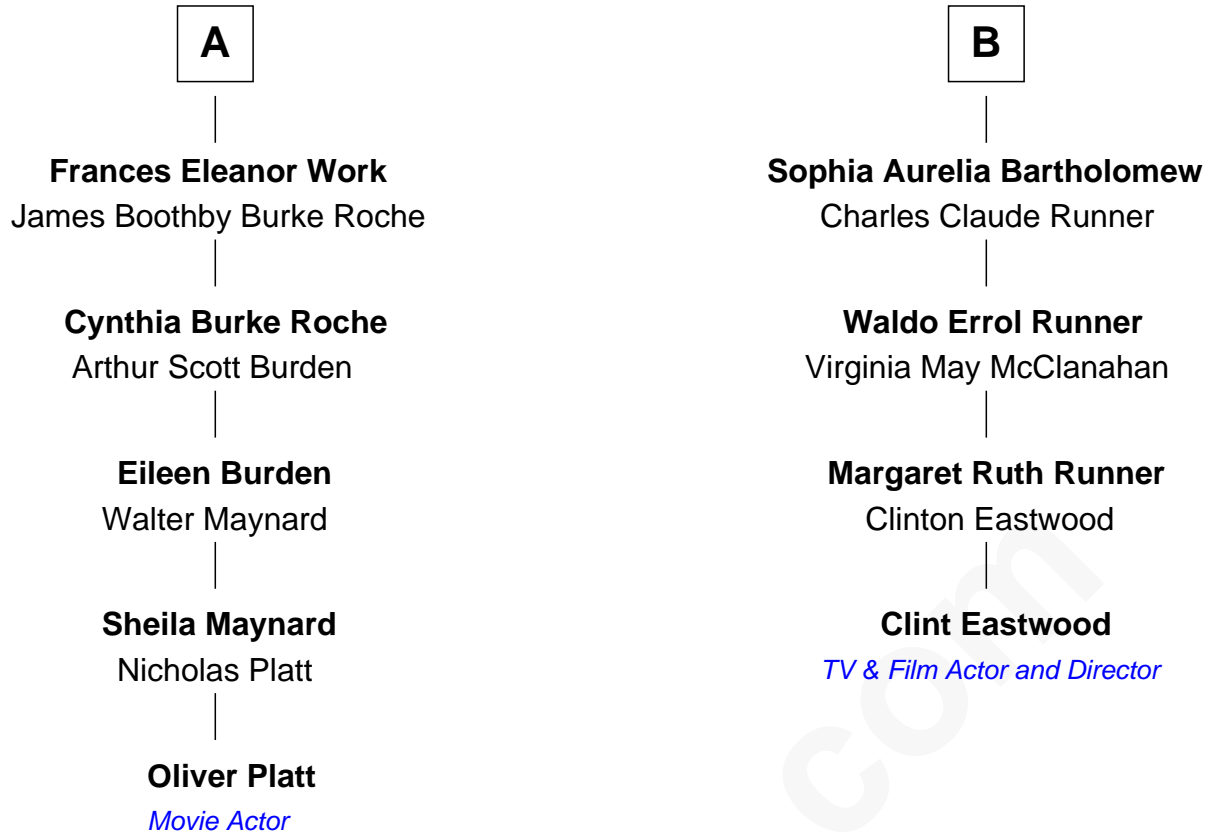 A
Frances Eleanor Work
James Boothby Burke Roche
Cynthia Burke Roche
Arthur Scott Burden
Eileen Burden
Walter Maynard
Sheila Maynard
Nicholas Platt
Oliver Platt
Movie Actor
B
Sophia Aurelia Bartholomew
Charles Claude Runner
Waldo Errol Runner
Virginia May McClanahan
Margaret Ruth Runner
Clinton Eastwood
Clint Eastwood
TV & Film Actor and Director
com